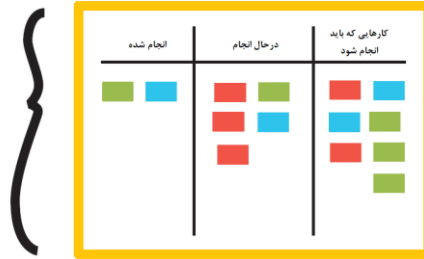 کارهایی که باید
انجام شود
درحال انجام
انجام شده